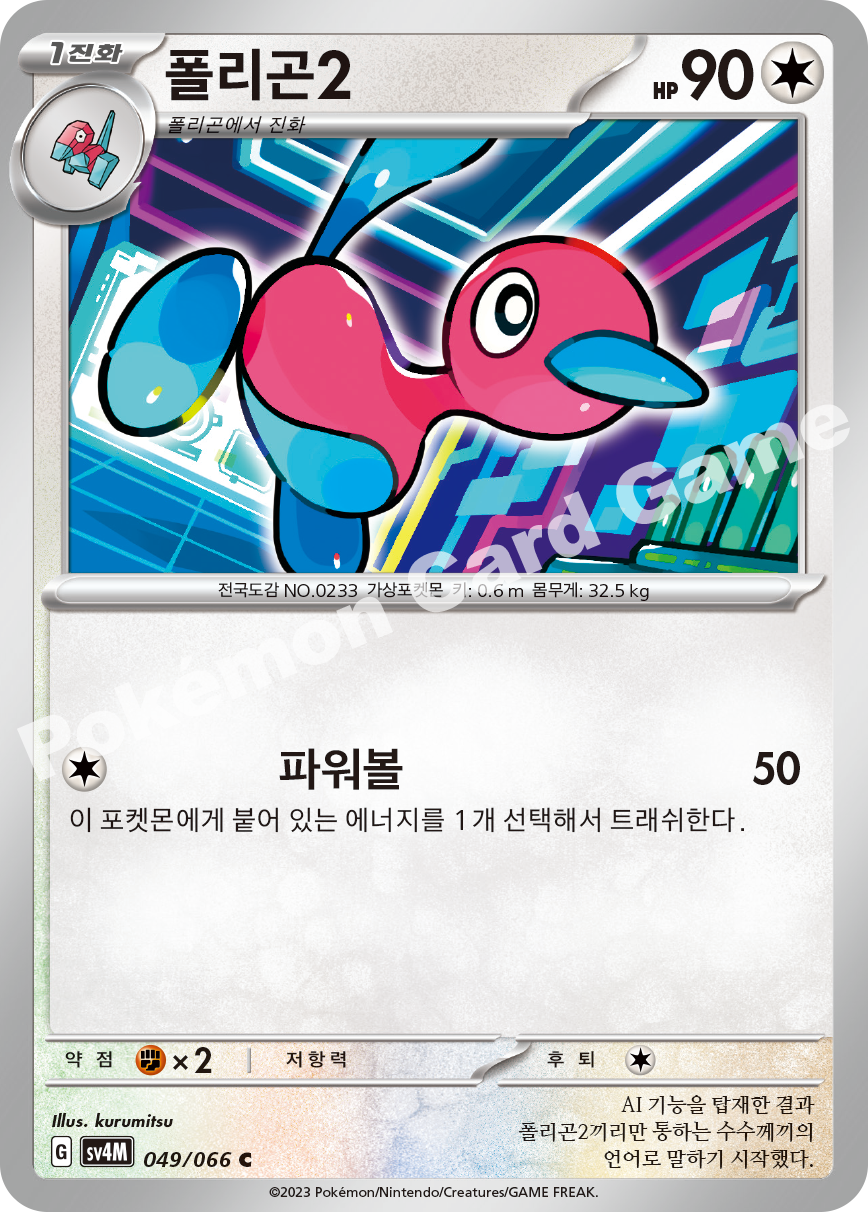 1진화
폴리곤2
HP 90
폴리곤에서 진화
전국도감 NO.0233 가상포켓몬 키: 0.6 m 몸무게: 32.5 kg
Pokémon Card Game
파워볼 50
이 포켓몬에게 붙어 있는 에너지를 1개 선택해서 트래쉬한다.
약점 ×2 저항력 후퇴
AI 기능을 탑재한 결과
폴리곤2끼리만 통하는 수수께끼의
언어로 말하기 시작했다.
Illus. kurumitsu
G sv4M 049/066 C
©2023 Pokémon/Nintendo/Creatures/GAME FREAK.